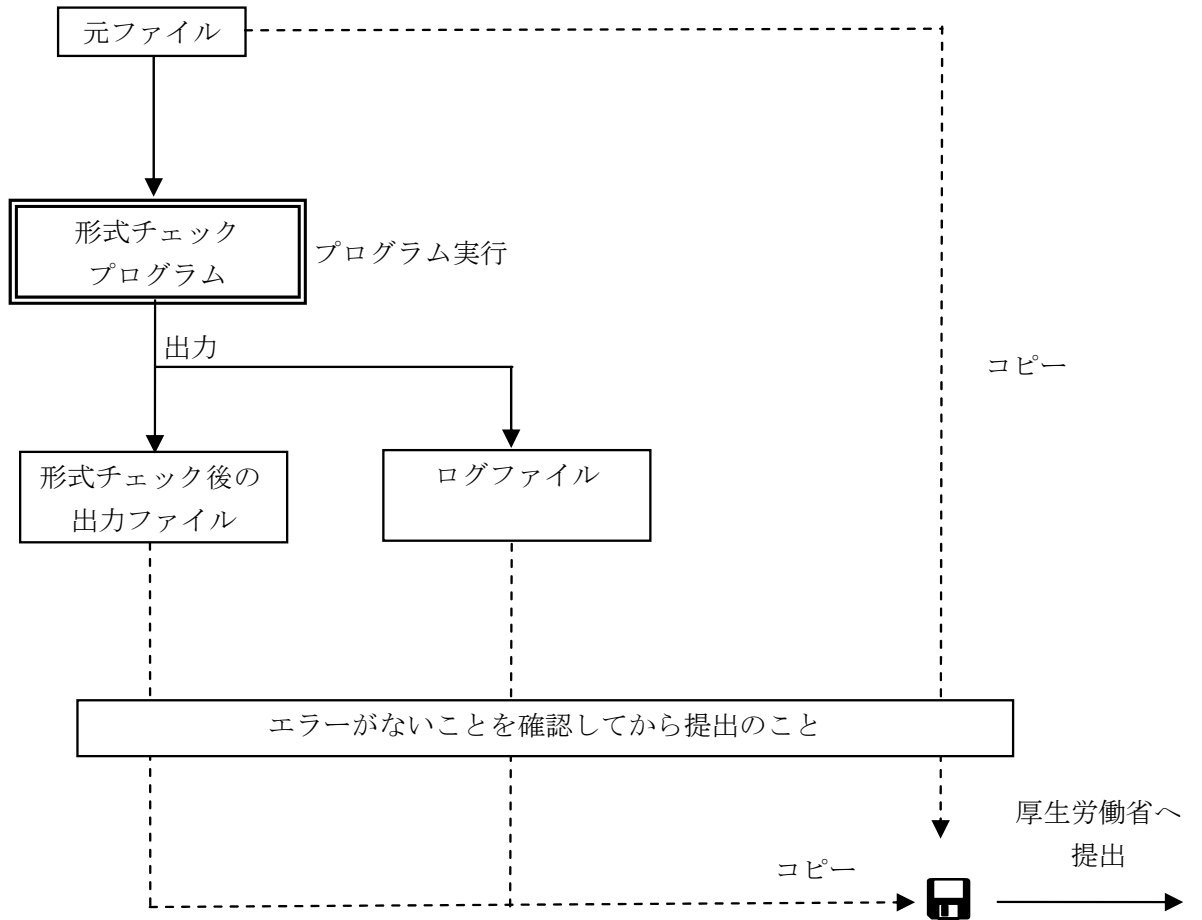 元ファイル
形式チェック
プログラム
プログラム実行
出力
コピー
形式チェック後の
出力ファイル
ログファイル
エラーがないことを確認してから提出のこと
厚生労働省へ
提出
コピー